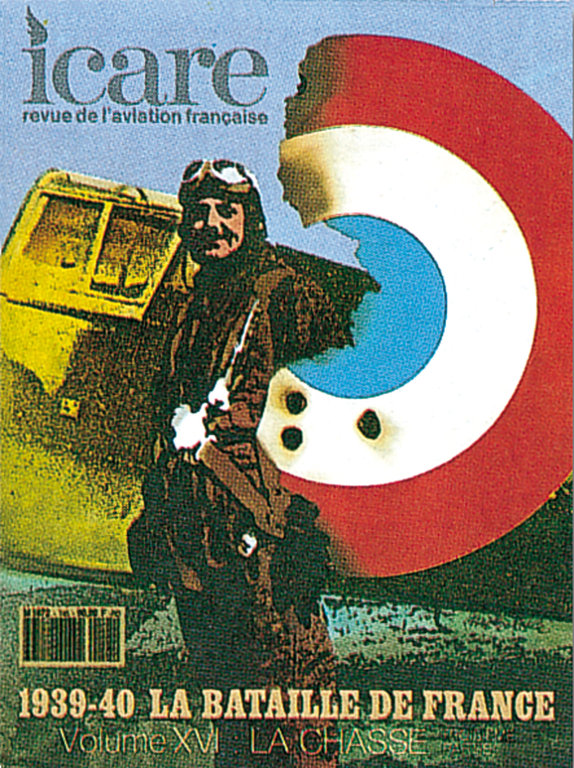 icare
revue de l'aviation française
1939-40 LA BATAILLE DE FRANCE
Volume XVI LA CHASSE